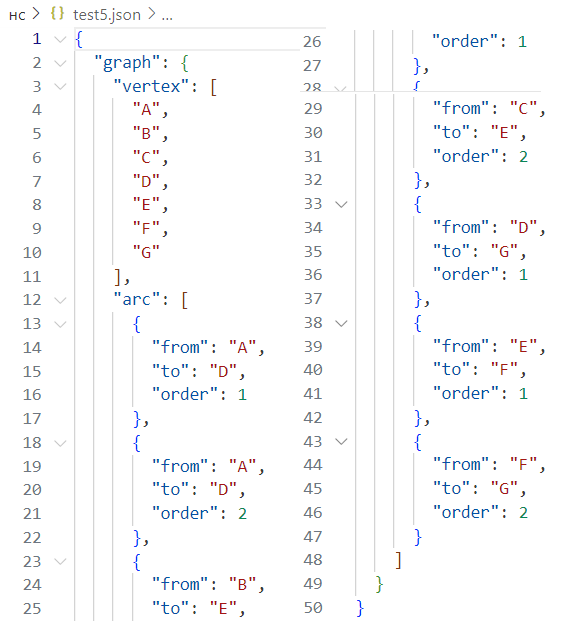 нс > {} test5.json > ...
1 {
2 "graph": {
3 "vertex": [
4 "A",
5 "B",
6 "C",
7 "D",
8 "E",
9 "F",
10 "G"
11 ],
12 "arc": [
13 {
14 "from": "A",
15 "to": "D",
16 "order": 1
17 },
18 {
19 "from": "A",
20 "to": "D",
21 "order": 2
22 },
23 {
24 "from": "B",
25 "to": "E",
26 "order": 1
27 },
28 {
29 "from": "C",
30 "to": "E",
31 "order": 2
32 },
33 {
34 "from": "D",
35 "to": "G",
36 "order": 1
37 },
38 {
39 "from": "E",
40 "to": "F",
41 "order": 1
42 },
43 {
44 "from": "F",
45 "to": "G",
46 "order": 2
47 }
48 ]
49 }
50 }